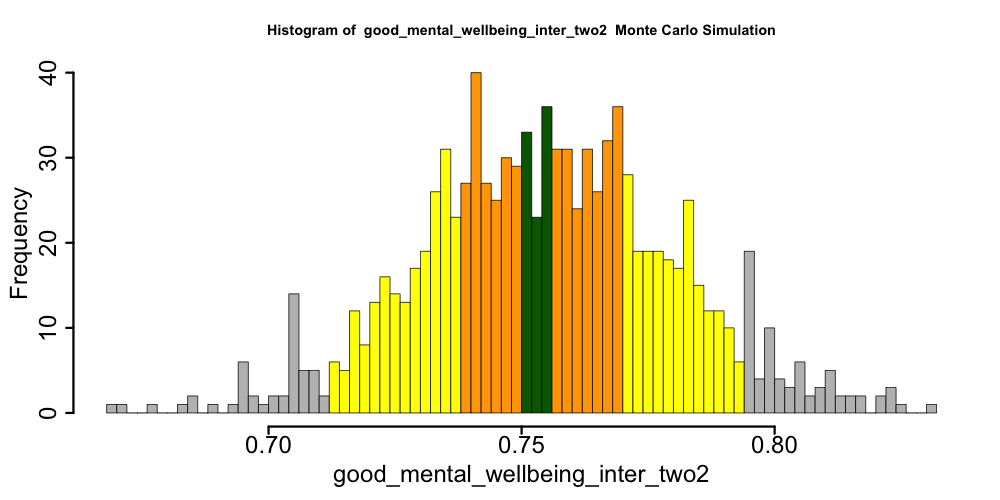 Histogram of  good_mental_wellbeing_inter_two2  Monte Carlo Simulation
Frequency
40
30
20
10
0
0.70 0.75 0.80
good_mental_wellbeing_inter_two2